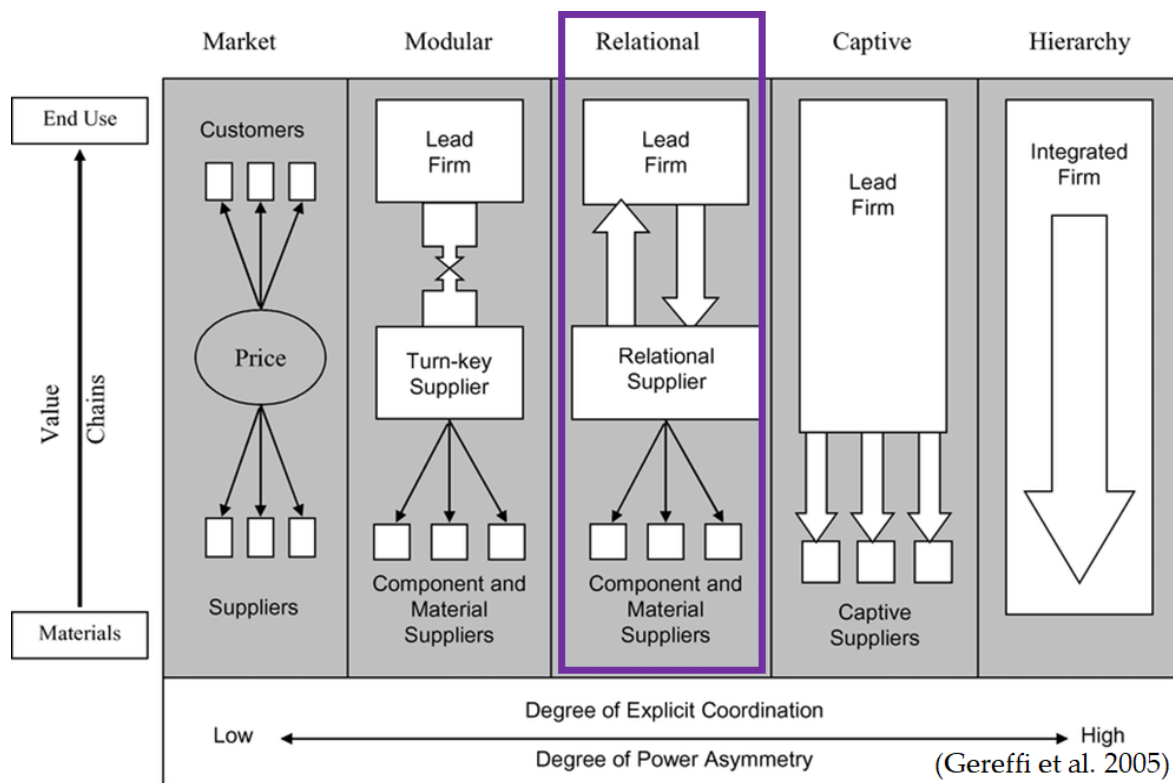 Market
Modular
Relational
Captive
Hierarchy
End Use
Value
Chains
Materials
Customers
Price
Suppliers
Lead
Firm
Turn-key
Supplier
Component and
Material
Suppliers
Lead
Firm
Relational
Supplier
Component and
Material
Suppliers
Lead
Firm
Captive
Suppliers
Integrated
Firm
Degree of Explicit Coordination
Low
High
Degree of Power Asymmetry
(Gereffi et al. 2005)